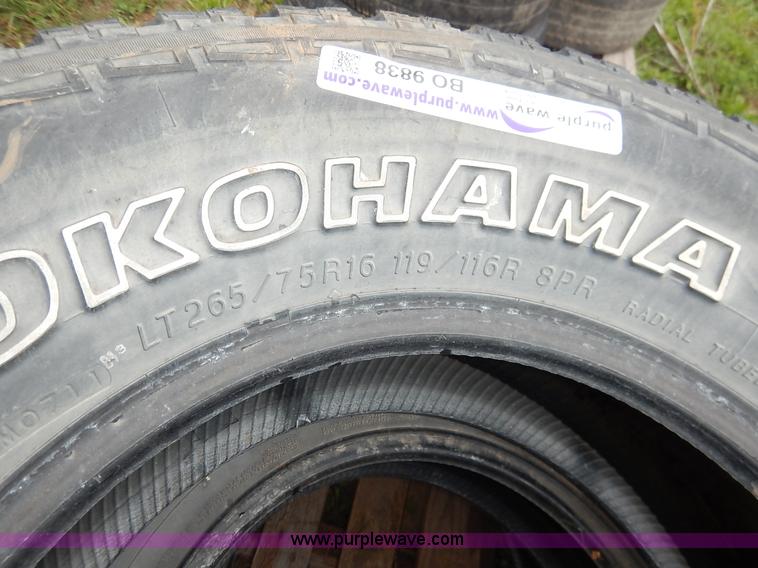 purple wave
www.purplewave.com
BO 9838
OKOHAMA
LT265/75R16 119/116R 8PR
RADIAL TUBE
www.purplewave.com